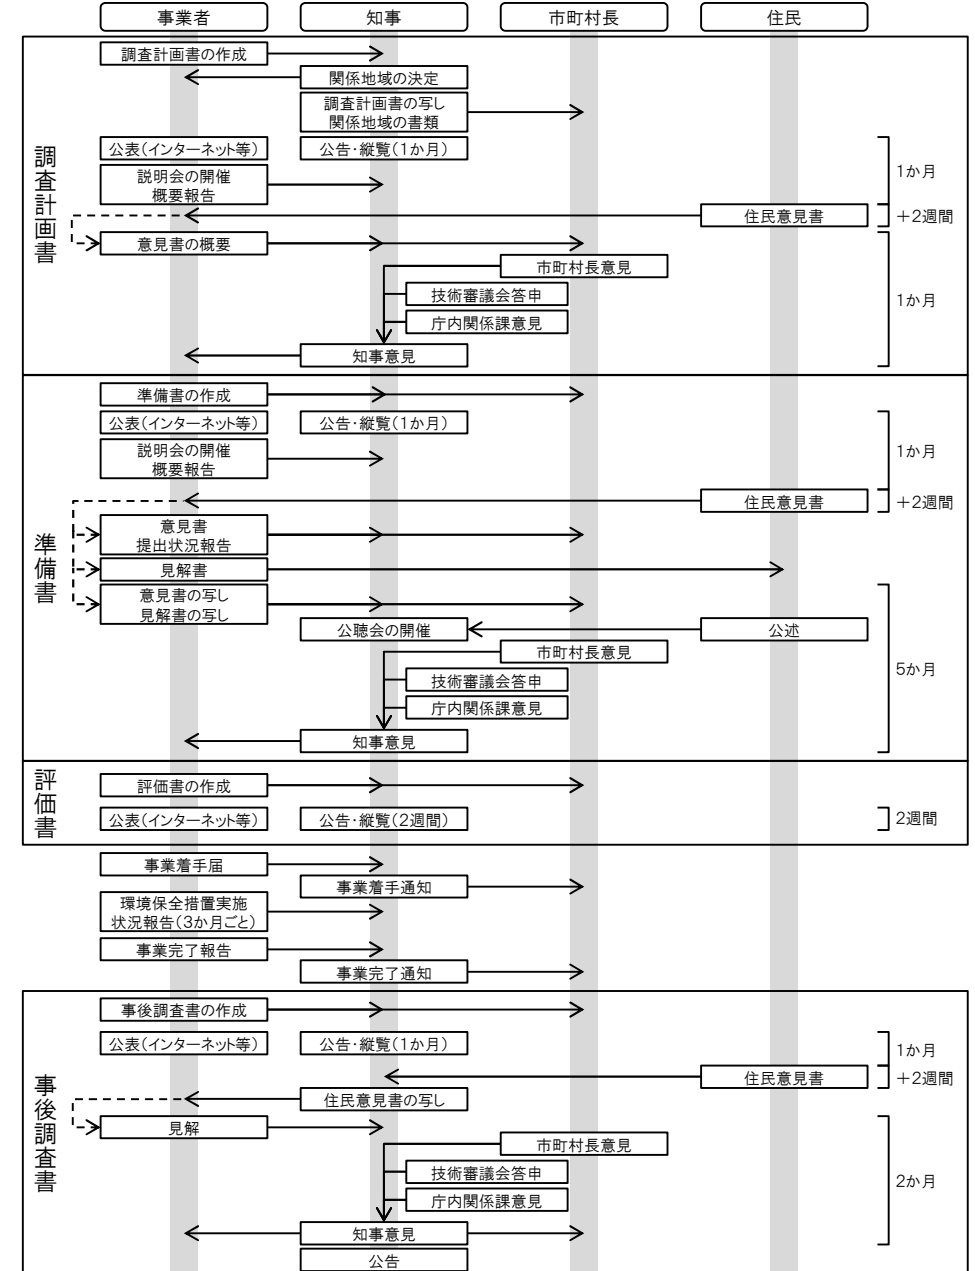 事業者
知事
市町村長
住民
調査計画書
調査計画書の作成
関係地域の決定
調査計画書の写し
関係地域の書類
公表(インターネット等)
公告・縦覧(1か月)
1か月
説明会の開催
概要報告
住民意見書
+2週間
意見書の概要
市町村長意見
技術審議会答申
1か月
庁内関係課意見
知事意見
準備書
準備書の作成
公表(インターネット等)
公告・縦覧(1か月)
1か月
説明会の開催
概要報告
住民意見書
+2週間
意見書
提出状況報告
見解書
意見書の写し
見解書の写し
公聴会の開催
公述
市町村長意見
5か月
技術審議会答申
庁内関係課意見
知事意見
評価書
評価書の作成
公表(インターネット等)
公告・縦覧(2週間)
2週間
事業着手届
事業着手通知
環境保全措置実施
状況報告(3か月ごと)
事業完了報告
事業完了通知
事後調査書
事後調査書の作成
公表(インターネット等)
公告・縦覧(1か月)
1か月
住民意見書
+2週間
住民意見書の写し
見解
市町村長意見
技術審議会答申
2か月
庁内関係課意見
知事意見
公告